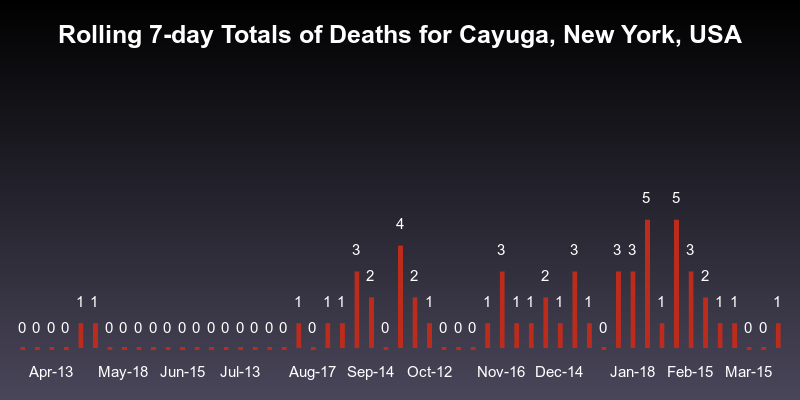 Rolling 7-day Totals of Deaths for Cayuga, New York, USA
0 0 0 0 1 1 0 0 0 0 0 0 0 0 0 0 0 0 0 1 0 1 1 3 2 0 4 2 1 0 0 0 1 3 1 1 2 1 3 1 0 3 3 5 1 5 3 2 1 1 0 0 1
Apr-13 May-18 Jun-15 Jul-13 Aug-17 Sep-14 Oct-12 Nov-16 Dec-14 Jan-18 Feb-15 Mar-15